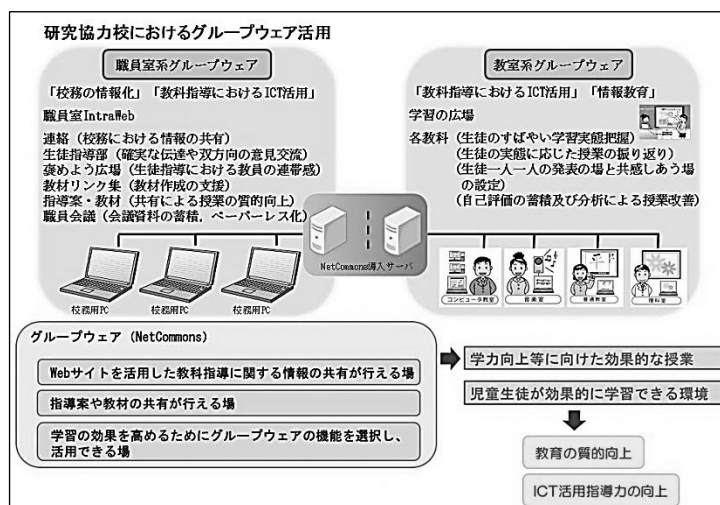 研究協力校におけるグループウェア活用
職員室系グループウェア
「校務の情報化」「教科指導におけるICT活用」
職員室IntraWeb
連絡（校務における情報の共有）
生徒指導部（確実な伝達や双方向の意見交流）
褒めよう広場（生徒指導における教員の連帯感）
教材リンク集（教材作成の支援）
指導案・教材（共有による授業の質的向上）
職員会議（会議資料の蓄積，ペーパーレス化）
校務用PC
校務用PC
校務用PC
NetCommons導入サーバ
教室系グループウェア
「教科指導におけるICT活用」「情報教育」
学習の広場
各教科（生徒のすばやい学習実態把握）
（生徒の実態に応じた授業の振り返り）
（生徒一人一人の発表の場と共感しあう場
の設定）
（自己評価の蓄積及び分析による授業改善）
コンピュータ教室
音楽室
普通教室
理科室
グループウェア（NetCommons）
Webサイトを活用した教科指導に関する情報の共有が行える場
指導案や教材の共有が行える場
学習の効果を高めるためにグループウェアの機能を選択し、
活用できる場
学力向上等に向けた効果的な授業
児童生徒が効果的に学習できる環境
教育の質的向上
ICT活用指導力の向上